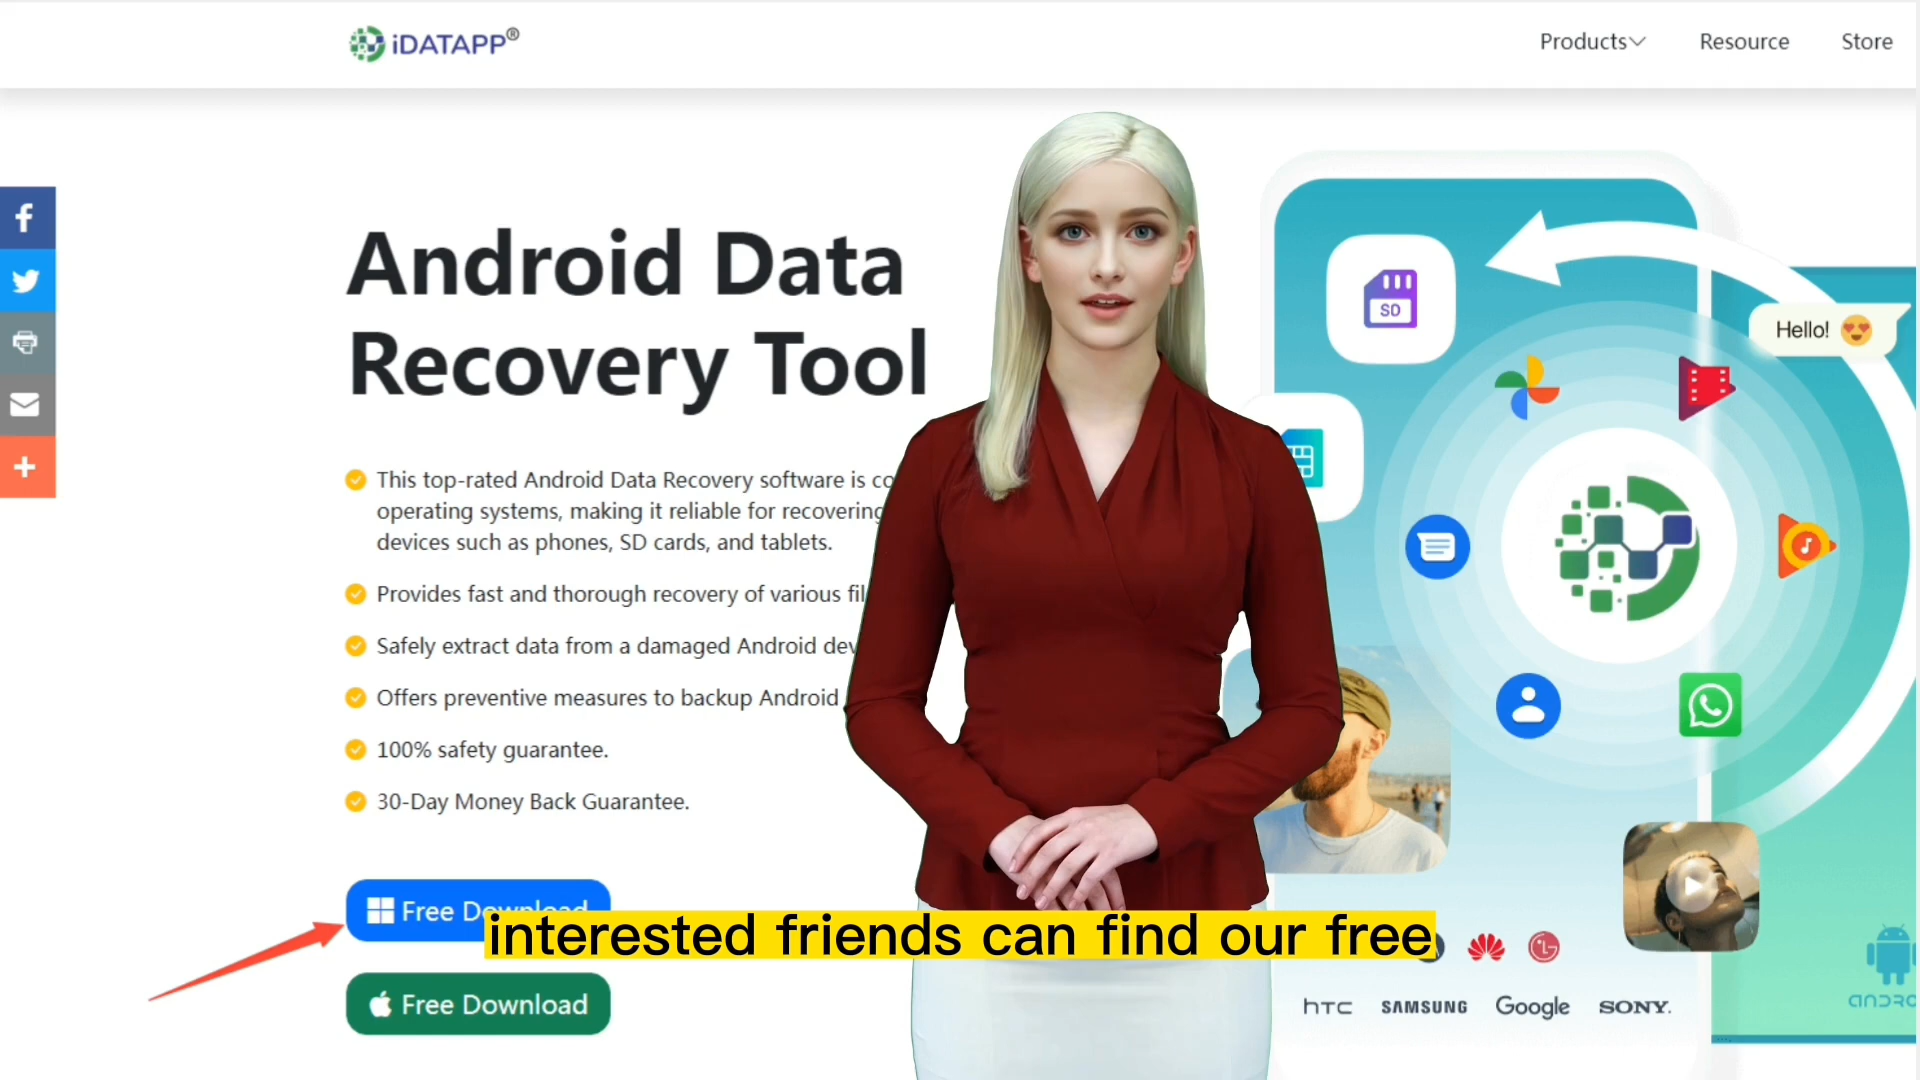 iDATAPP®
Products
Resource
Store
Android Data
Recovery Tool
This top-rated Android Data Recovery software is
operating systems, making it reliable for recovering
devices such as phones, SD cards, and tablets.
Provides fast and thorough recovery of various
Safely extract data from a damaged Android
Offers preventive measures to backup Android
100% safety guarantee.
30-Day Money Back Guarantee.
Free Download
interested friends can find our free
Free Download
SD
Hello!
LG
hTC
SAMSUNG
Google
SONY.